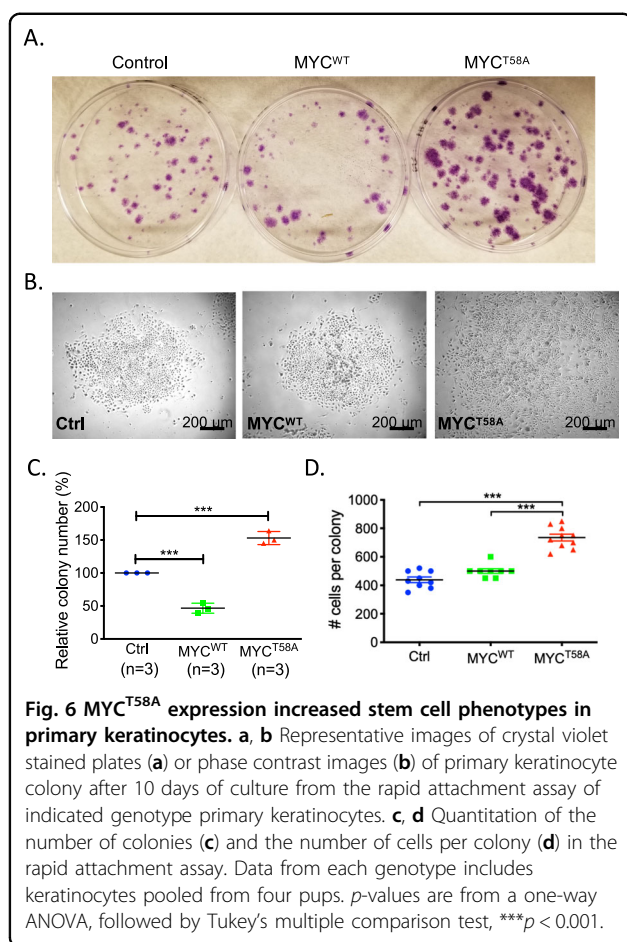 A.
Control MYCᵂᵀ MYCᵀ⁵⁸ᴬ
B.
Ctrl MYCᵂᵀ MYCᵀ⁵⁸ᴬ
200 µm 200 µm 200 µm
C.
Relative colony number (%)
200
150
100
50
0
*** ***
Ctrl MYCᵂᵀ MYCᵀ⁵⁸ᴬ
(n=3) (n=3) (n=3)
D.
# cells per colony
1000
800
600
400
200
0
*** ***
Ctrl MYCᵂᵀ MYCᵀ⁵⁸ᴬ
Fig. 6 MYCᵀ⁵⁸ᴬ expression increased stem cell phenotypes in
primary keratinocytes. a, b Representative images of crystal violet
stained plates (a) or phase contrast images (b) of primary keratinocyte
colony after 10 days of culture from the rapid attachment assay of
indicated genotype primary keratinocytes. c, d Quantitation of the
number of colonies (c) and the number of cells per colony (d) in the
rapid attachment assay. Data from each genotype includes
keratinocytes pooled from four pups. p-values are from a one-way
ANOVA, followed by Tukey’s multiple comparison test, ***p < 0.001.